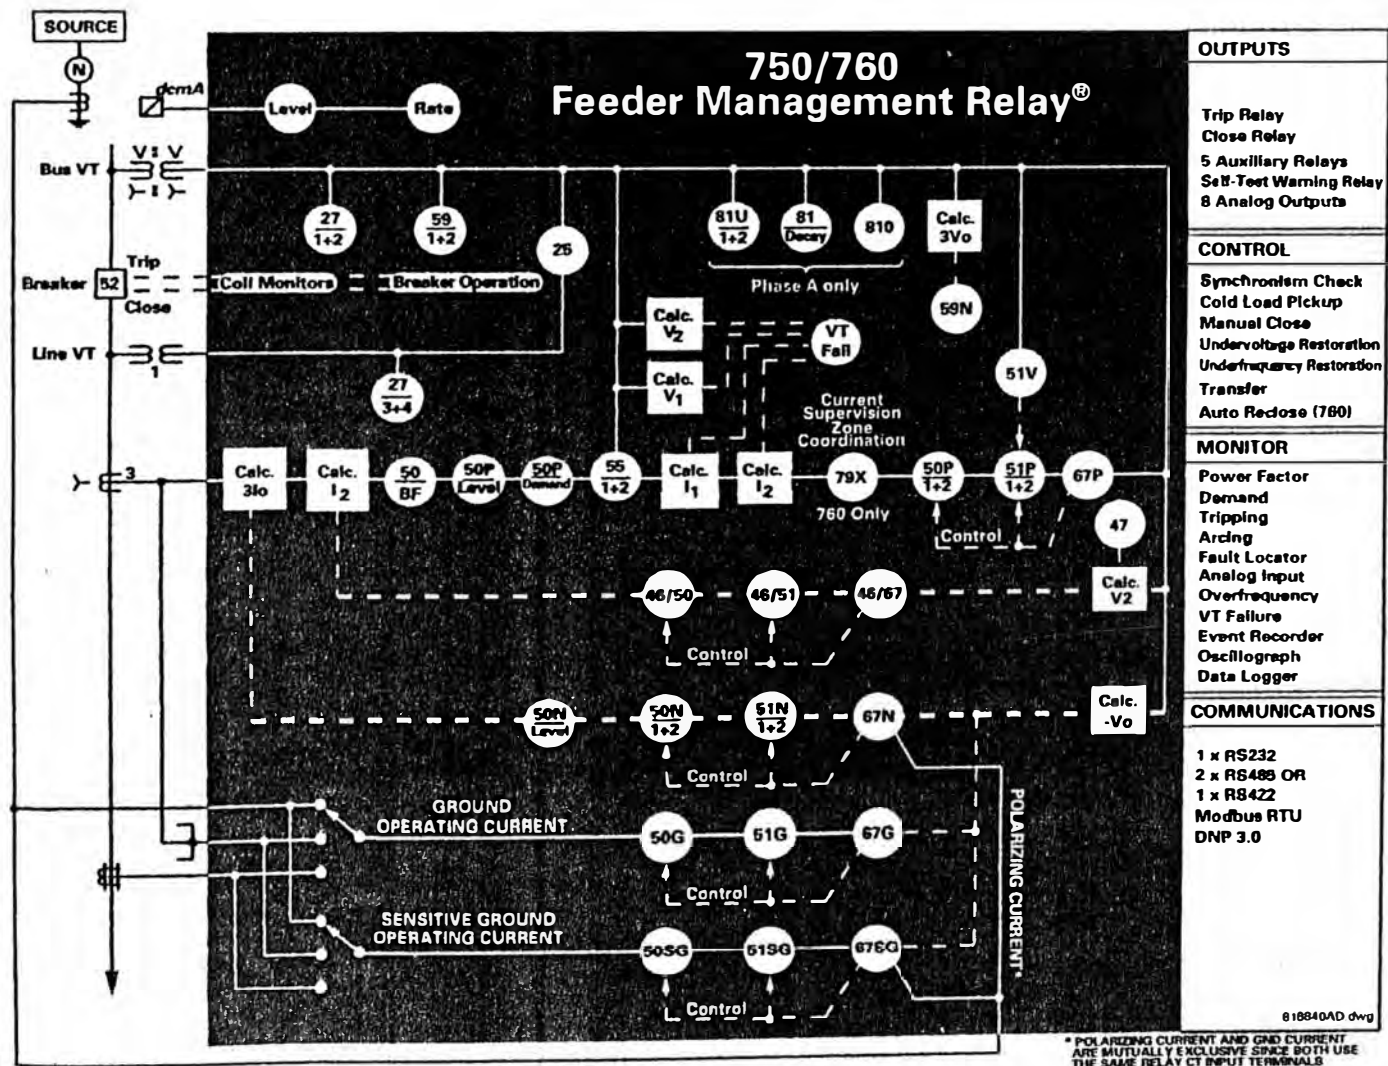 SOURCE
N
dcmA
Level
Rate
750/760
Feeder Management Relay®
Bus VT
V : V
27
1+2
59
1+2
25
81U
1+2
81
Decay
810
Calc.
3Vo
Phase A only
59N
Trip
Breaker
52
Close
Coil Monitors
Breaker Operation
Calc.
V2
VT
Fail
Line VT
1
27
3+4
Calc.
V1
51V
Current
Supervision
Zone
Coordination
3
Calc.
3Io
Calc.
I2
50
BF
50P
Level
50P
Demand
55
1+2
Calc.
I1
Calc.
I2
79X
760 Only
50P
1+2
51P
1+2
67P
Control
47
Calc.
V2
46/50
46/51
46/67
Control
50N
Level
50N
1+2
51N
1+2
67N
Calc.
-Vo
Control
GROUND
OPERATING CURRENT
50G
51G
67G
Control
SENSITIVE GROUND
OPERATING CURRENT
50SG
51SG
67SG
Control
POLARIZING CURRENT*
OUTPUTS
Trip Relay
Close Relay
5 Auxiliary Relays
Self-Test Warning Relay
8 Analog Outputs
CONTROL
Synchronism Check
Cold Load Pickup
Manual Close
Undervoltage Restoration
Underfrequency Restoration
Transfer
Auto Reclose (760)
MONITOR
Power Factor
Demand
Tripping
Arcing
Fault Locator
Analog Input
Overfrequency
VT Failure
Event Recorder
Oscillograph
Data Logger
COMMUNICATIONS
1 x RS232
2 x RS485 OR
1 x RS422
Modbus RTU
DNP 3.0
818840AD dwg
* POLARIZING CURRENT AND GND CURRENT
ARE MUTUALLY EXCLUSIVE SINCE BOTH USE
THE SAME RELAY CT INPUT TERMINALS